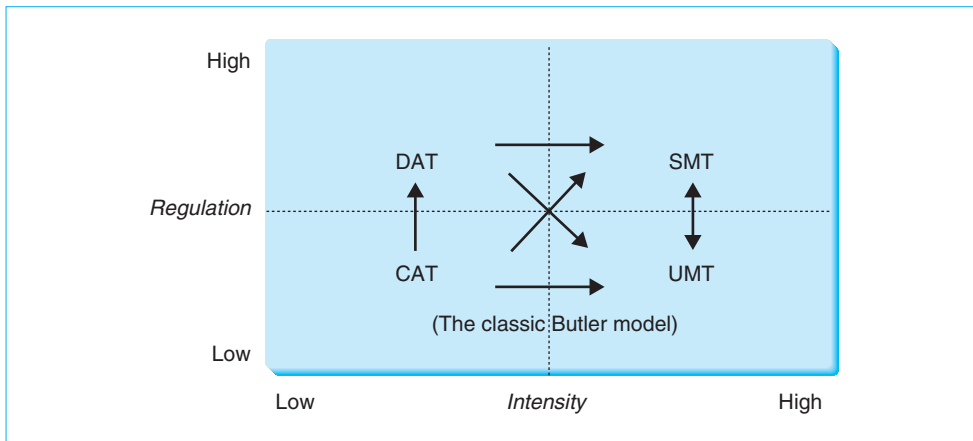 High
DAT
SMT
Regulation
CAT
UMT
(The classic Butler model)
Low
Low
Intensity
High